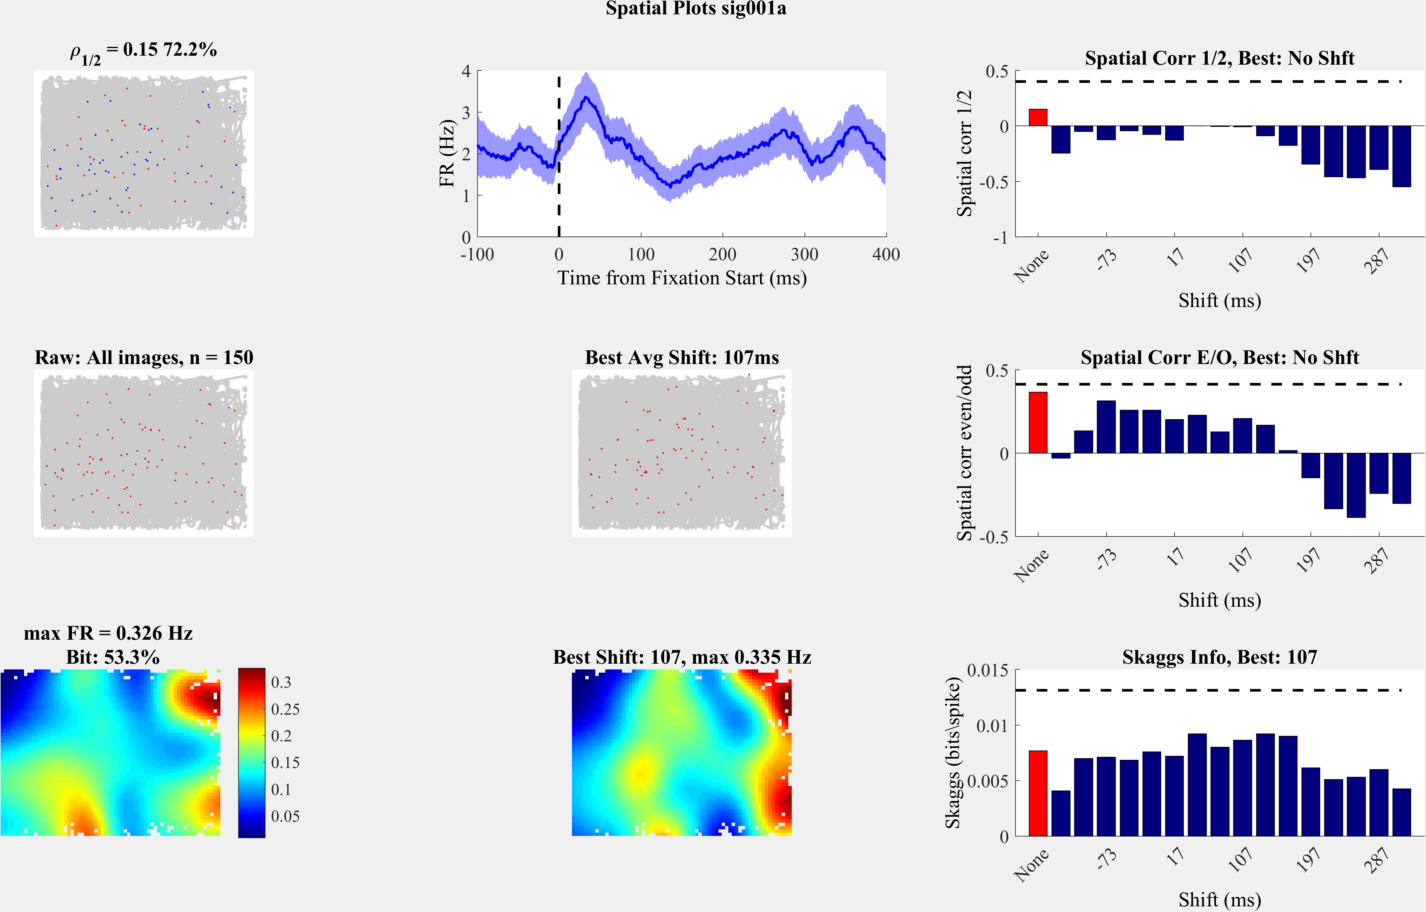 Spatial Plots sig001a
ρ1/2 = 0.15 72.2%
4
3
2
1
0
FR (Hz)
-100
0
100
200
300
400
Time from Fixation Start (ms)
Spatial Corr 1/2, Best: No Shft
0.5
0
-0.5
-1
Spatial corr 1/2
None
-73
17
107
197
287
Shift (ms)
Raw: All images, n = 150
Best Avg Shift: 107ms
Spatial Corr E/O, Best: No Shft
0.5
0
-0.5
Spatial corr even/odd
None
-73
17
107
197
287
Shift (ms)
max FR = 0.326 Hz
Bit: 53.3%
0.3
0.25
0.2
0.15
0.1
0.05
Best Shift: 107, max 0.335 Hz
Skaggs Info, Best: 107
0.015
0.01
0.005
0
Skaggs (bits\spike)
None
-73
17
107
197
287
Shift (ms)